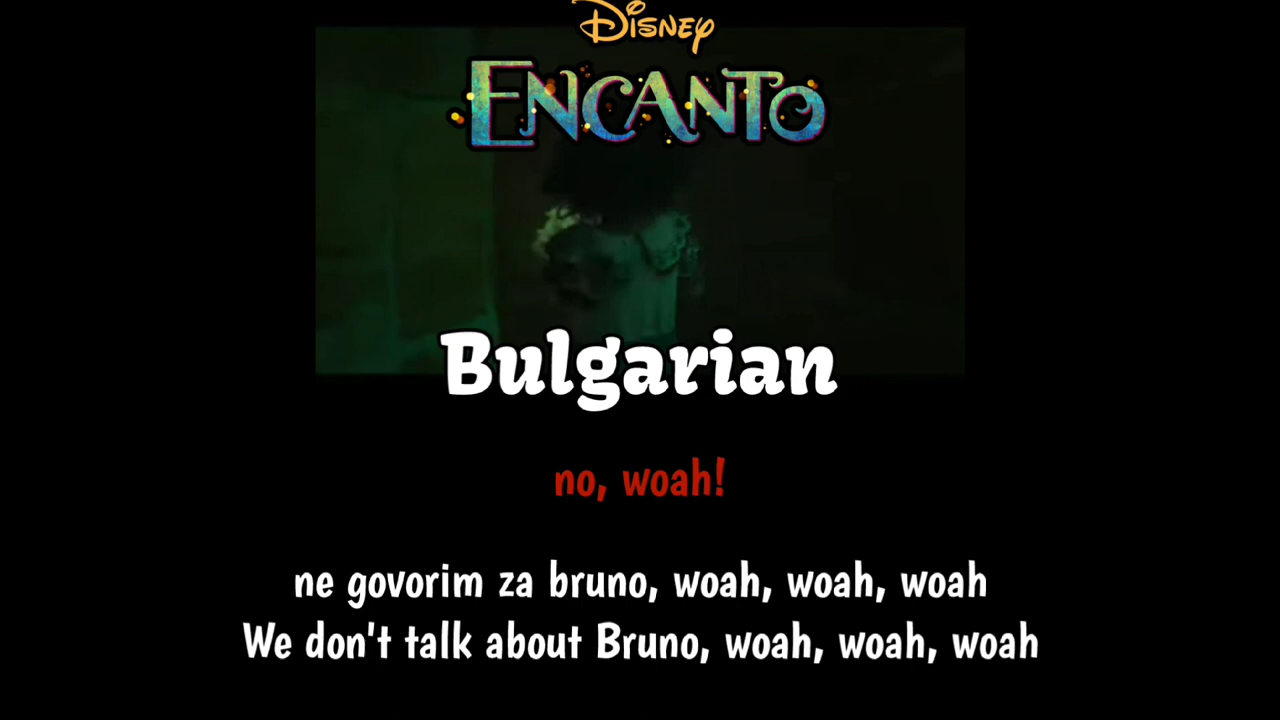 Disney
ENCANTO
Bulgarian
no, woah!
ne govorim za bruno, woah, woah, woah
We don't talk about Bruno, woah, woah, woah